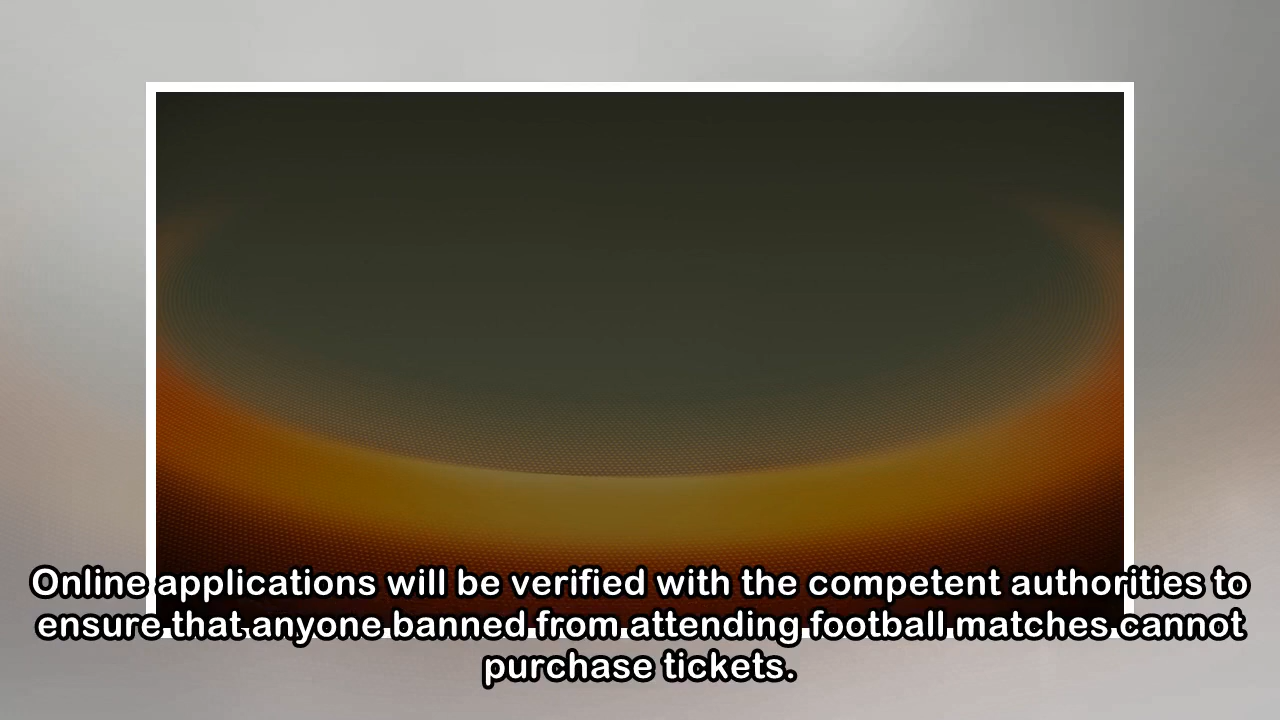 Online applications will be verified with the competent authorities to
ensure that anyone banned from attending football matches cannot
purchase tickets.